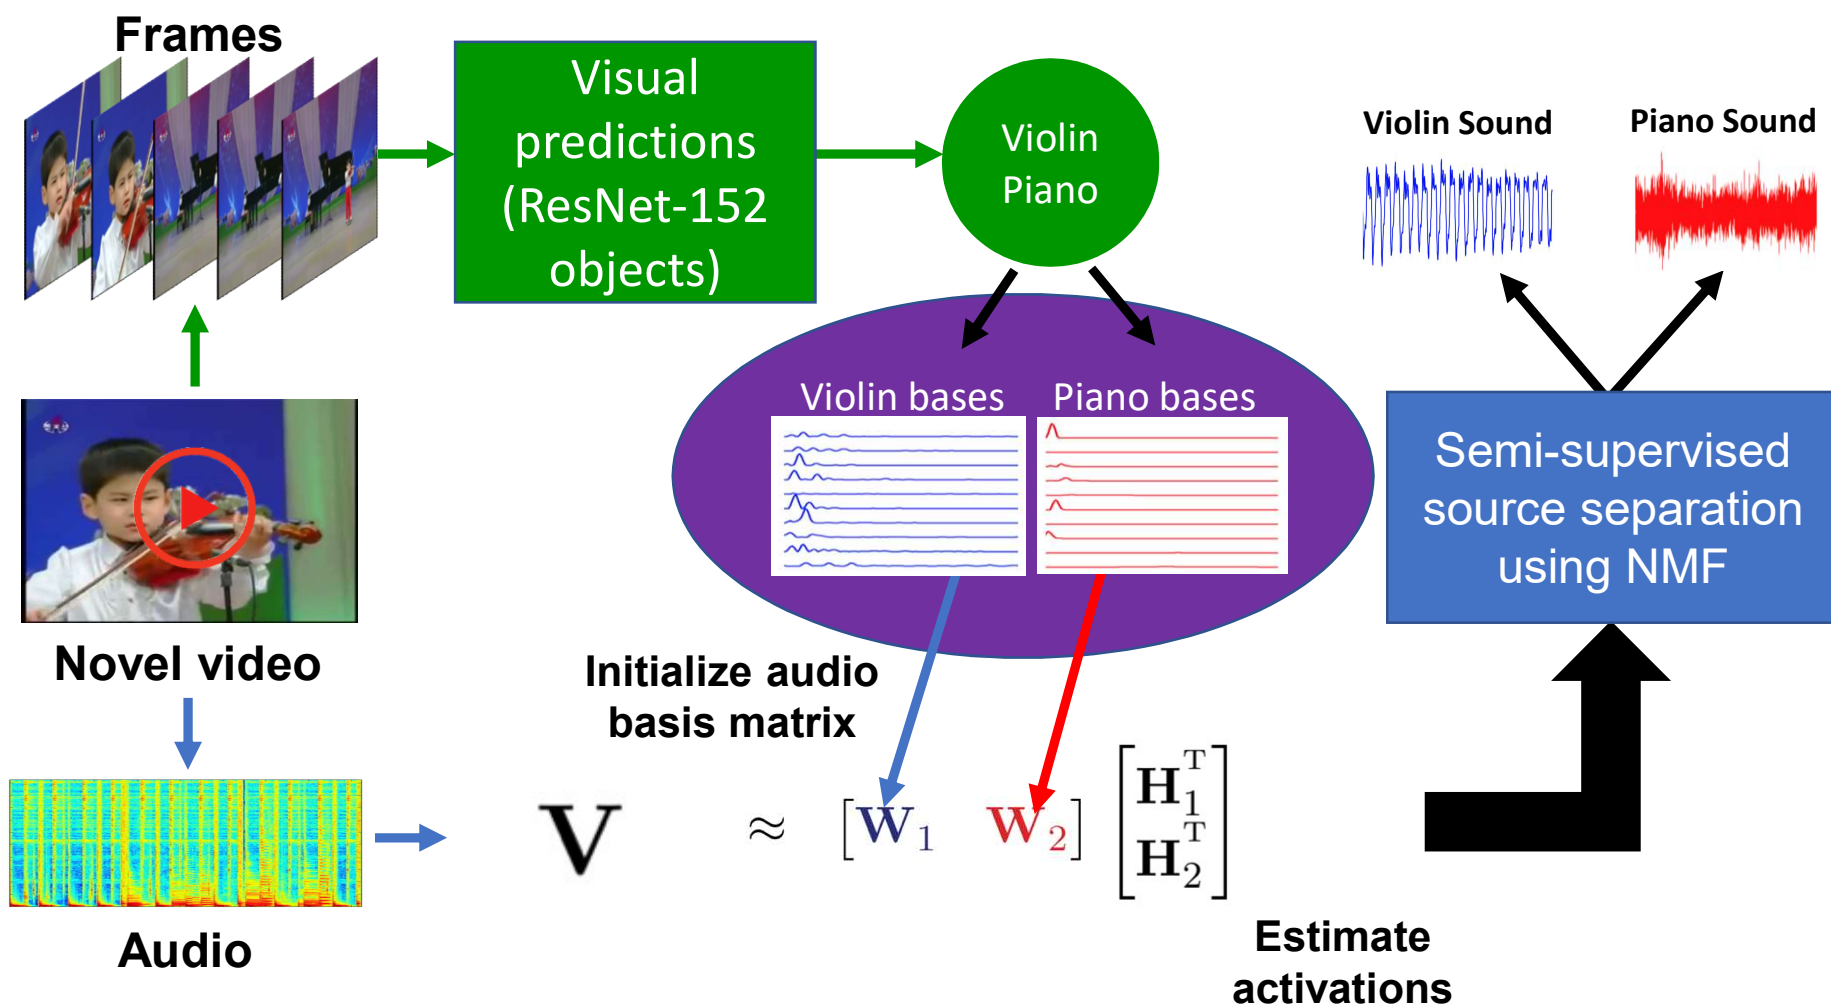 Frames
Visual
predictions
(ResNet-152
objects)
Violin
Piano
Violin Sound
Piano Sound
Violin bases
Piano bases
Semi-supervised
source separation
using NMF
Novel video
Initialize audio
basis matrix
V ≈ [W₁ W₂] [H₁ᵀ
H₂ᵀ]
Audio
Estimate
activations